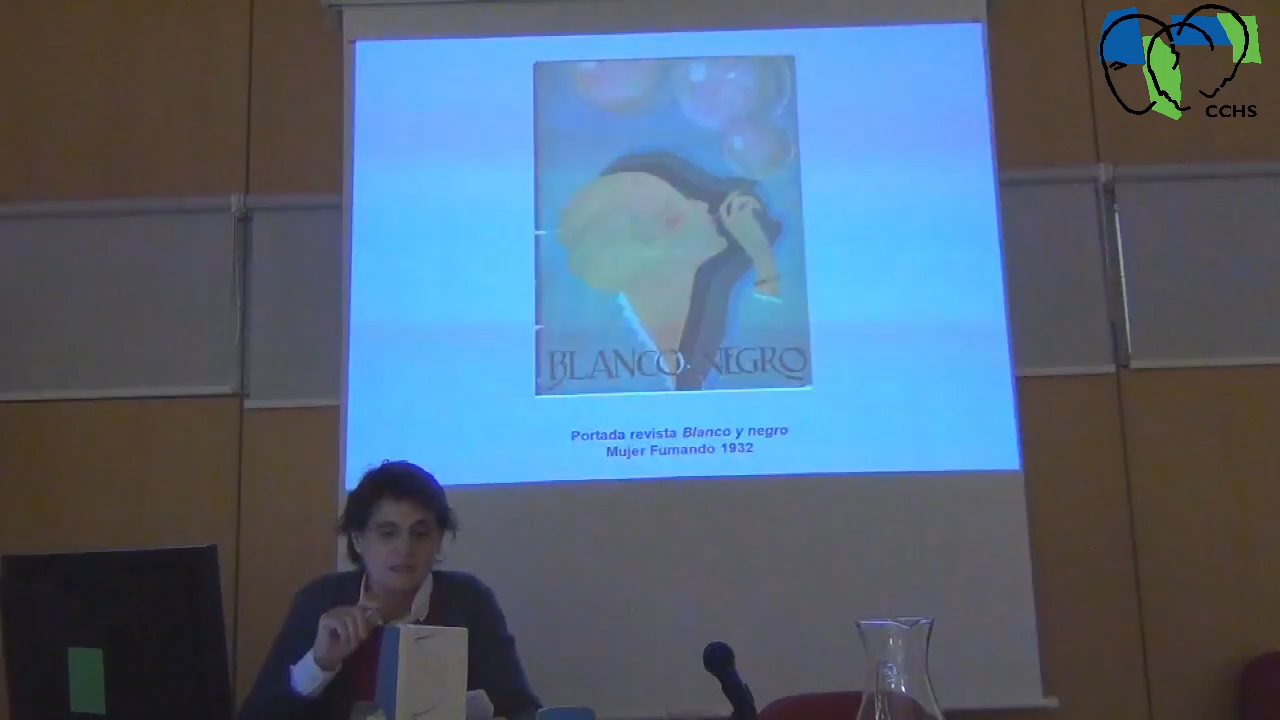 CCHS
BLANCO·NEGRO
Portada revista Blanco y negro
Mujer Fumando 1932